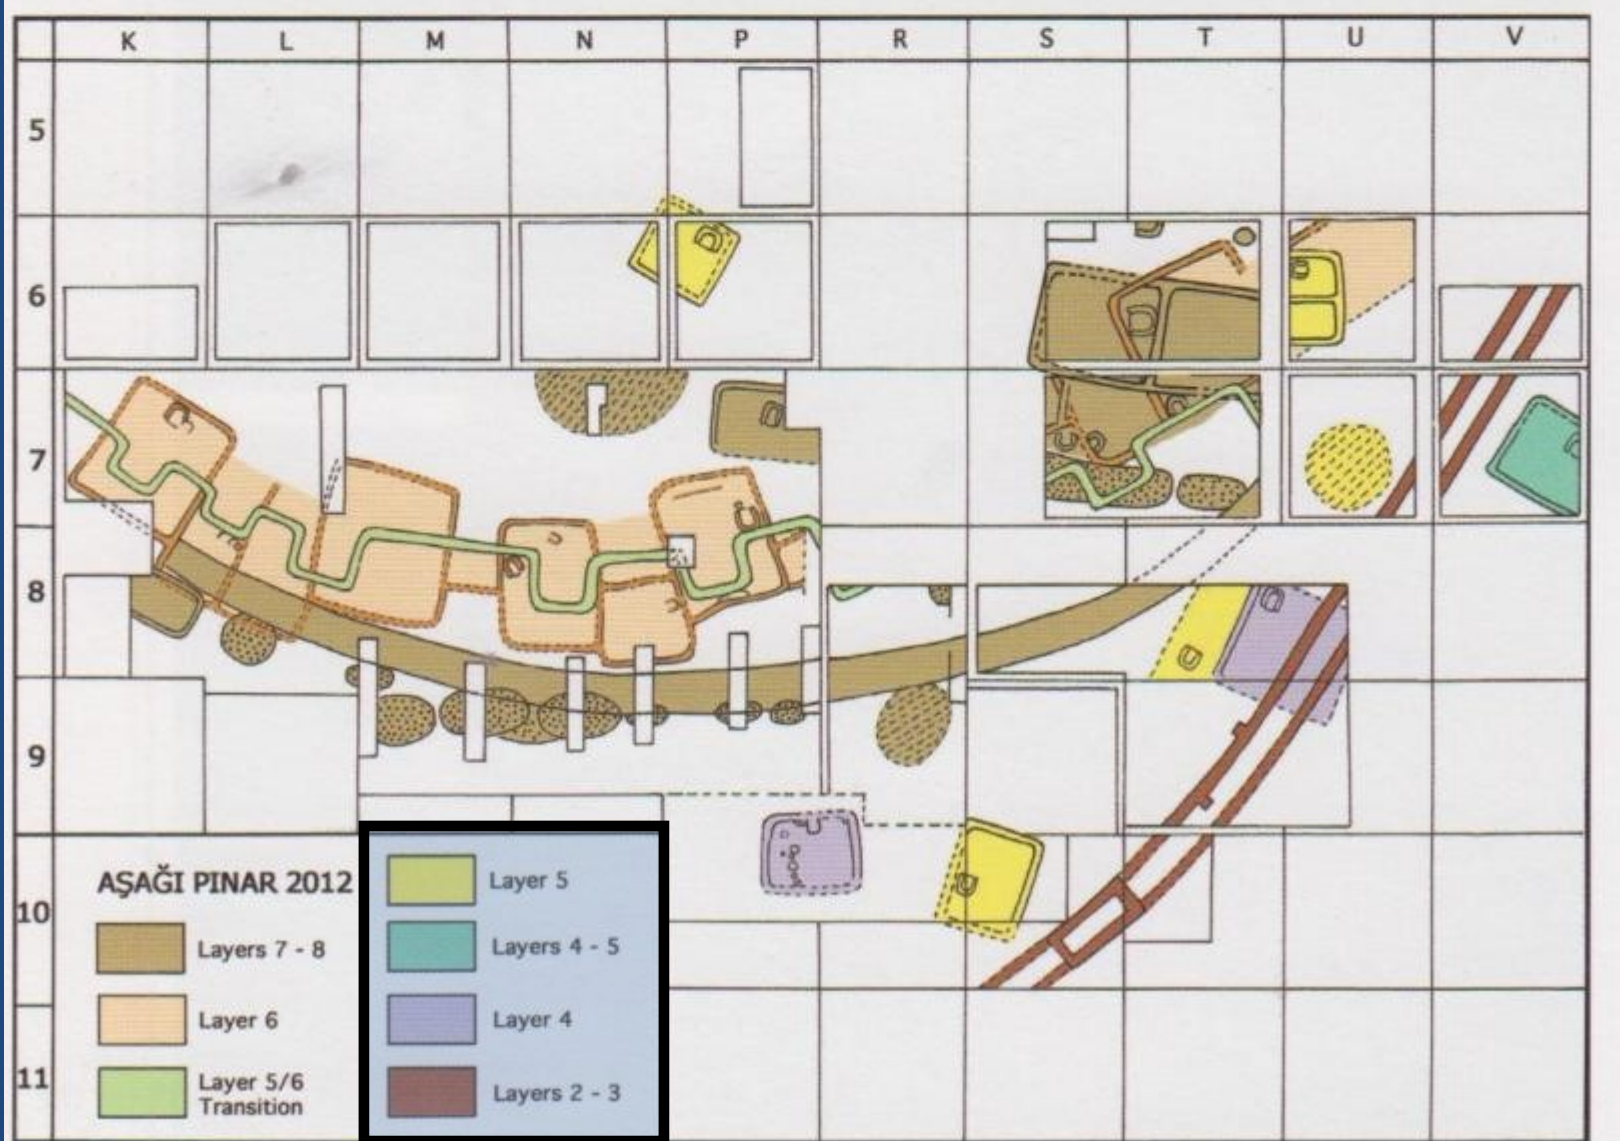 K L M N P R S T U V
5
6
7
8
9
10
11
AŞAĞI PINAR 2012
Layers 7 - 8
Layer 6
Layer 5/6
Transition
Layer 5
Layers 4 - 5
Layer 4
Layers 2 - 3